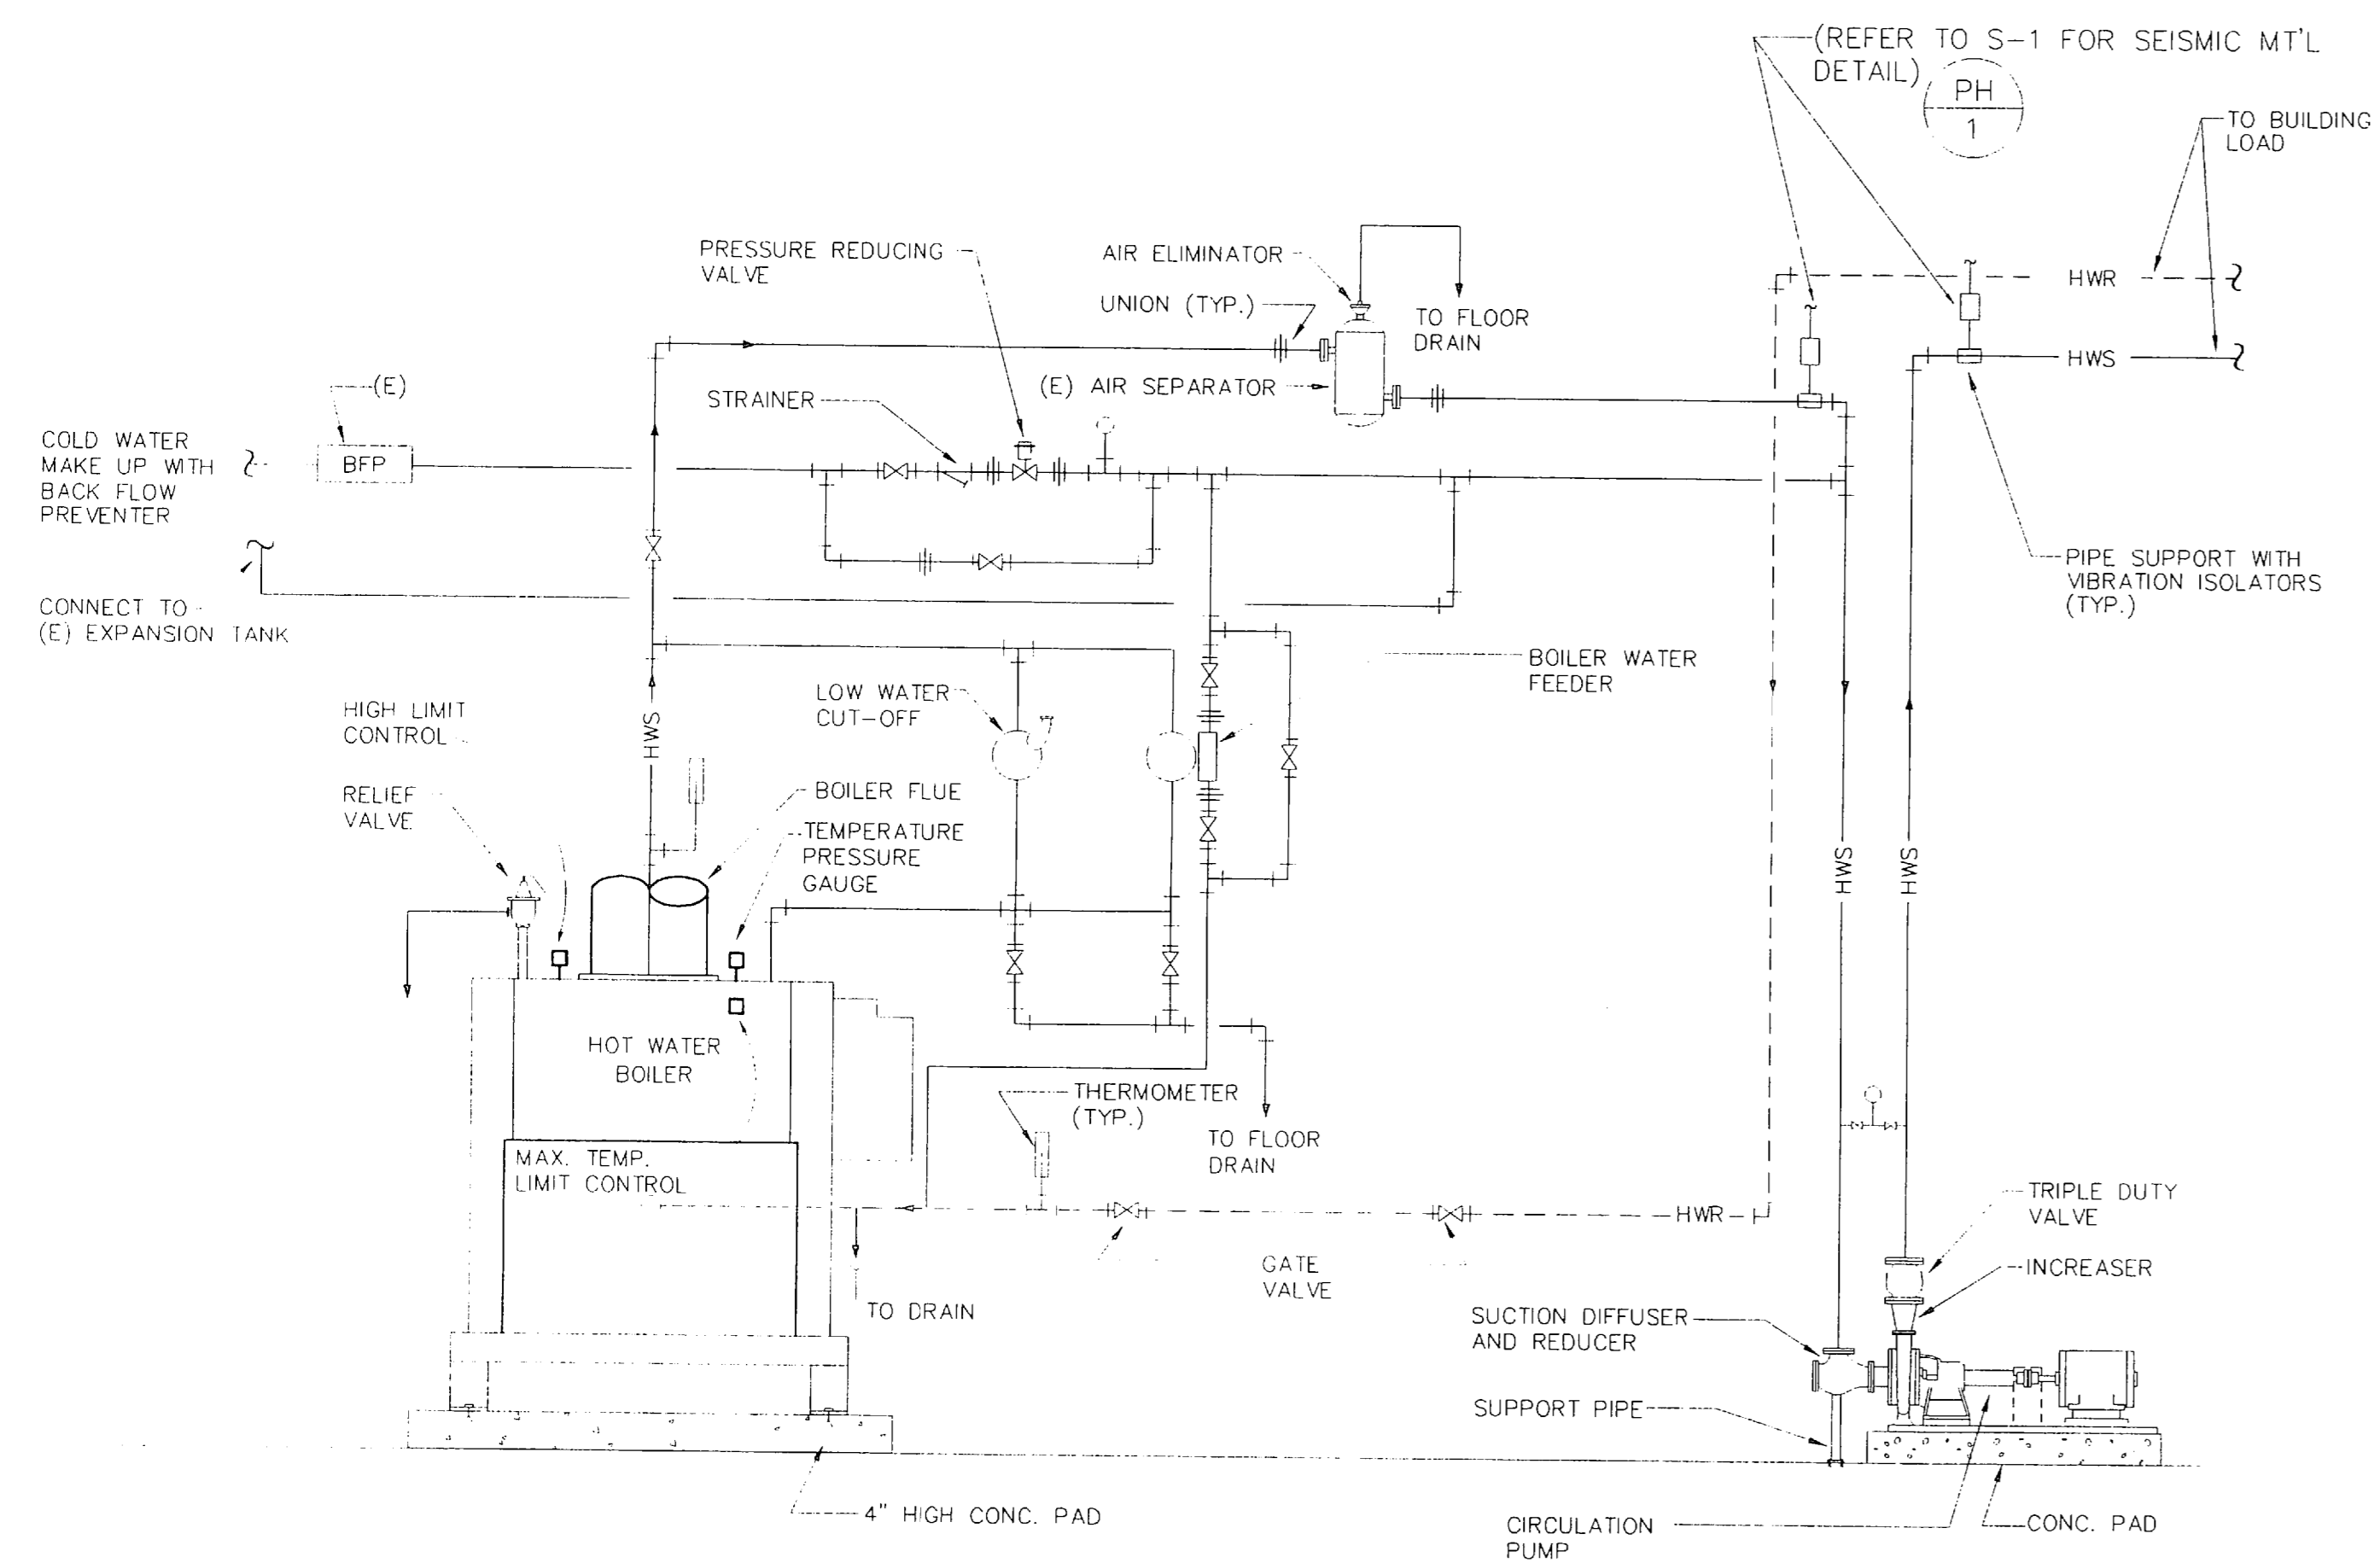 (REFER TO S-1 FOR SEISMIC MT'L
DETAIL)
PH
1
TO BUILDING
LOAD
PRESSURE REDUCING
VALVE
AIR ELIMINATOR
UNION (TYP.)
TO FLOOR
DRAIN
HWR
HWS
(E)
STRAINER
(E) AIR SEPARATOR
COLD WATER
MAKE UP WITH
BACK FLOW
PREVENTER
BFP
PIPE SUPPORT WITH
VIBRATION ISOLATORS
(TYP.)
CONNECT TO
(E) EXPANSION TANK
BOILER WATER
FEEDER
HIGH LIMIT
CONTROL
HWS
LOW WATER
CUT-OFF
RELIEF
VALVE
BOILER FLUE
TEMPERATURE
PRESSURE
GAUGE
HWS
HWS
HOT WATER
BOILER
THERMOMETER
(TYP.)
TO FLOOR
DRAIN
MAX. TEMP.
LIMIT CONTROL
HWR
TRIPLE DUTY
VALVE
GATE
VALVE
INCREASER
TO DRAIN
SUCTION DIFFUSER
AND REDUCER
SUPPORT PIPE
4" HIGH CONC. PAD
CIRCULATION
PUMP
CONC. PAD